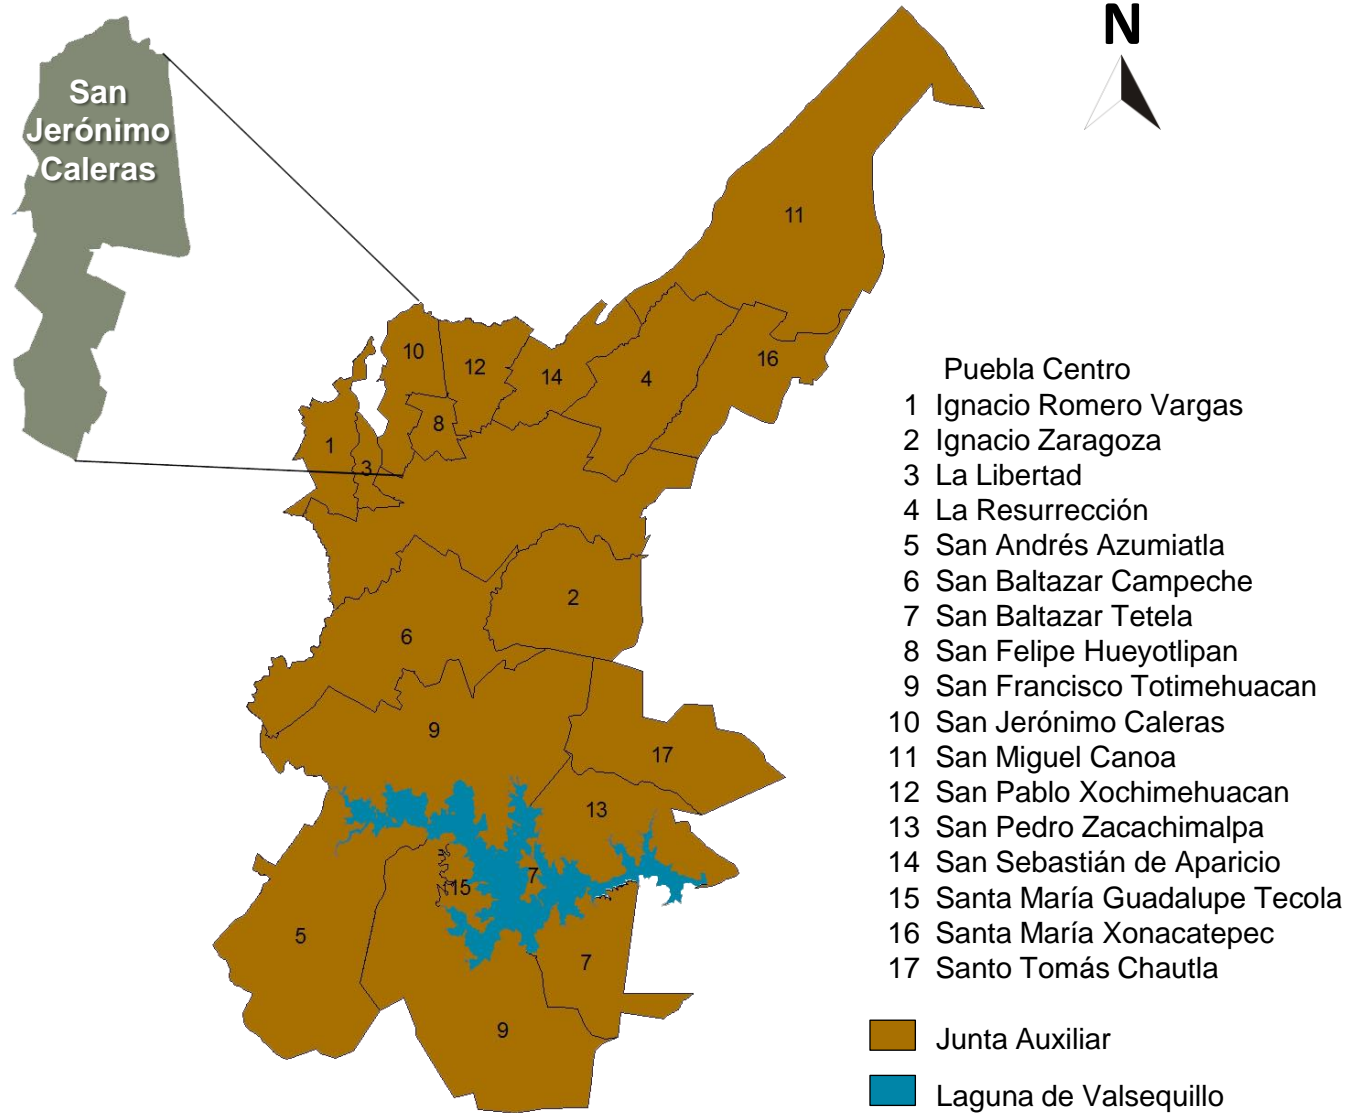 N
San
Jerónimo
Caleras
11
10
12
14
4
16
8
1
3
2
6
9
17
13
7
15
5
7
9
Puebla Centro
1 Ignacio Romero Vargas
2 Ignacio Zaragoza
3 La Libertad
4 La Resurrección
5 San Andrés Azumiatla
6 San Baltazar Campeche
7 San Baltazar Tetela
8 San Felipe Hueyotlipan
9 San Francisco Totimehuacan
10 San Jerónimo Caleras
11 San Miguel Canoa
12 San Pablo Xochimehuacan
13 San Pedro Zacachimalpa
14 San Sebastián de Aparicio
15 Santa María Guadalupe Tecola
16 Santa María Xonacatepec
17 Santo Tomás Chautla
Junta Auxiliar
Laguna de Valsequillo